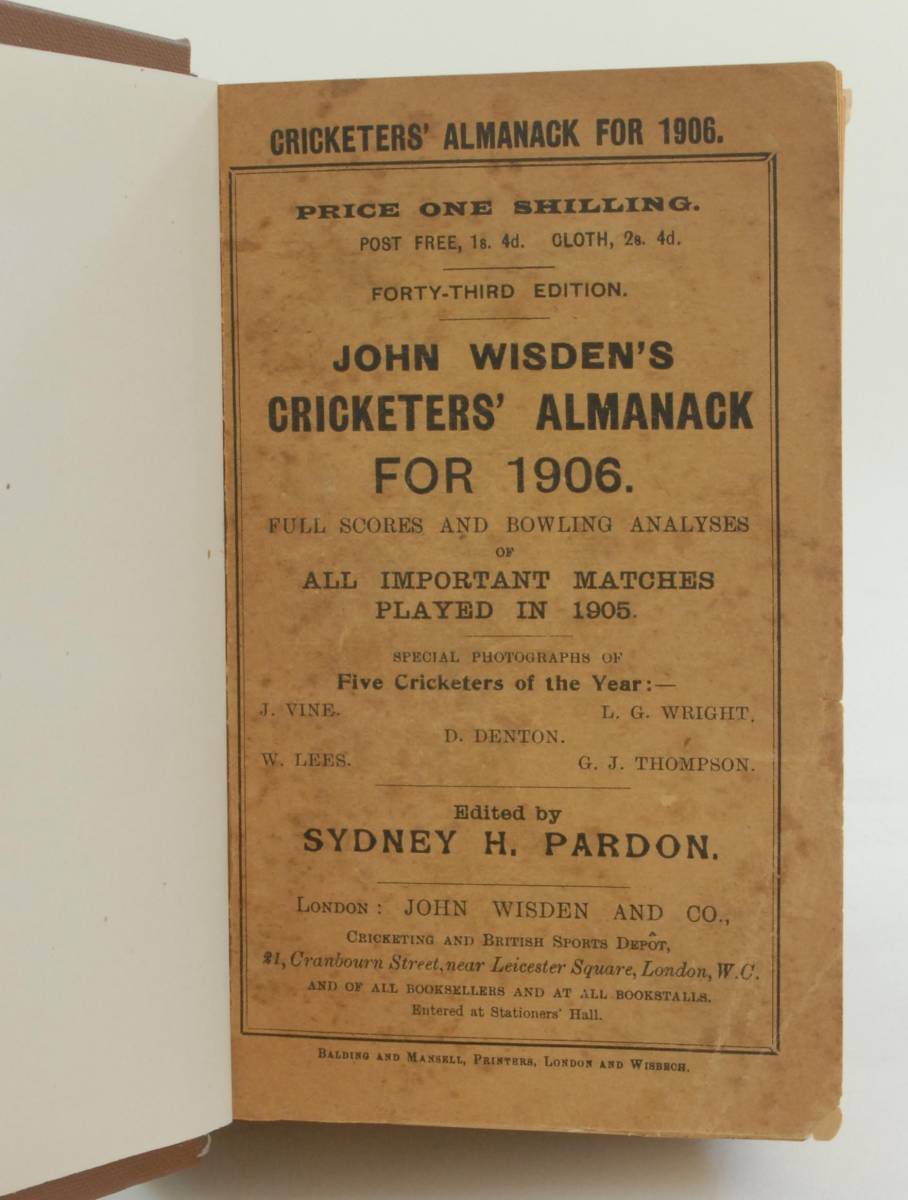 CRICKETERS' ALMANACK FOR 1906.
PRICE ONE SHILLING.
POST FREE, 1s. 4d. CLOTH, 2s. 4d.
FORTY-THIRD EDITION.
JOHN WISDEN'S
CRICKETERS' ALMANACK
FOR 1906.
FULL SCORES AND BOWLING ANALYSES
OF
ALL IMPORTANT MATCHES
PLAYED IN 1905.
SPECIAL PHOTOGRAPHS OF
Five Cricketers of the Year:—
J. VINE. L. G. WRIGHT.
D. DENTON.
W. LEES. G. J. THOMPSON.
Edited by
SYDNEY H. PARDON.
LONDON: JOHN WISDEN AND CO.,
CRICKETING AND BRITISH SPORTS DEPÔT,
21, Cranbourn Street, near Leicester Square, London, W.C.
AND OF ALL BOOKSELLERS AND AT ALL BOOKSTALLS.
Entered at Stationers' Hall.
BALDING AND MANSELL, PRINTERS, LONDON AND WISBECH.